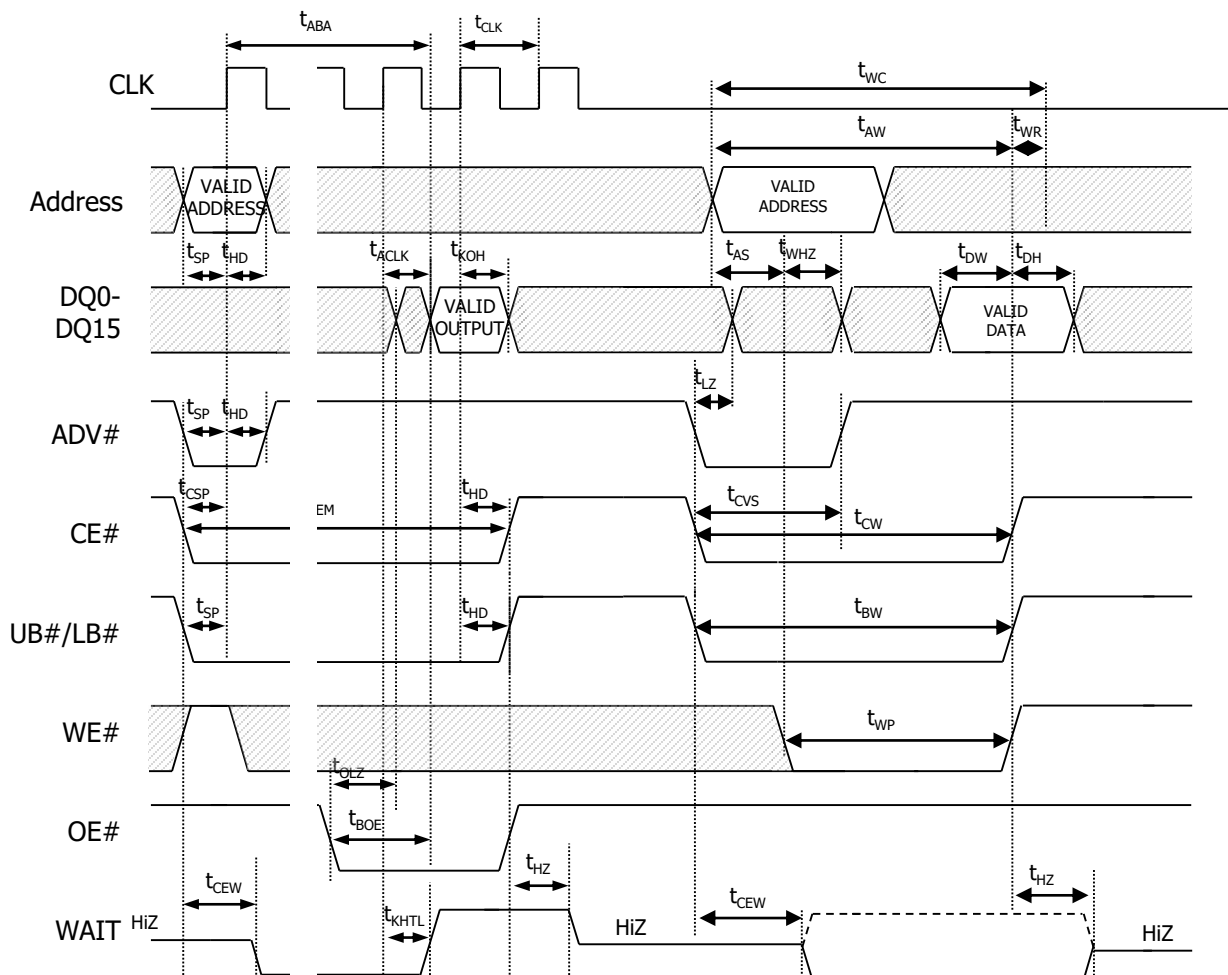 tABA
tCLK
CLK
tWC
tAW
tWR
Address
VALID
ADDRESS
VALID
ADDRESS
tSP
tHD
tACLK
tKOH
tAS
tWHZ
tDW
tDH
DQ0-
DQ15
VALID
OUTPUT
VALID
DATA
tLZ
ADV#
tSP
tHD
CE#
tCSP
EM
tHD
tCVS
tCW
UB#/LB#
tSP
tHD
tBW
WE#
tWP
tOLZ
OE#
tBOE
tHZ
tHZ
tCEW
tKHTL
tCEW
WAIT
HiZ
HiZ
HiZ